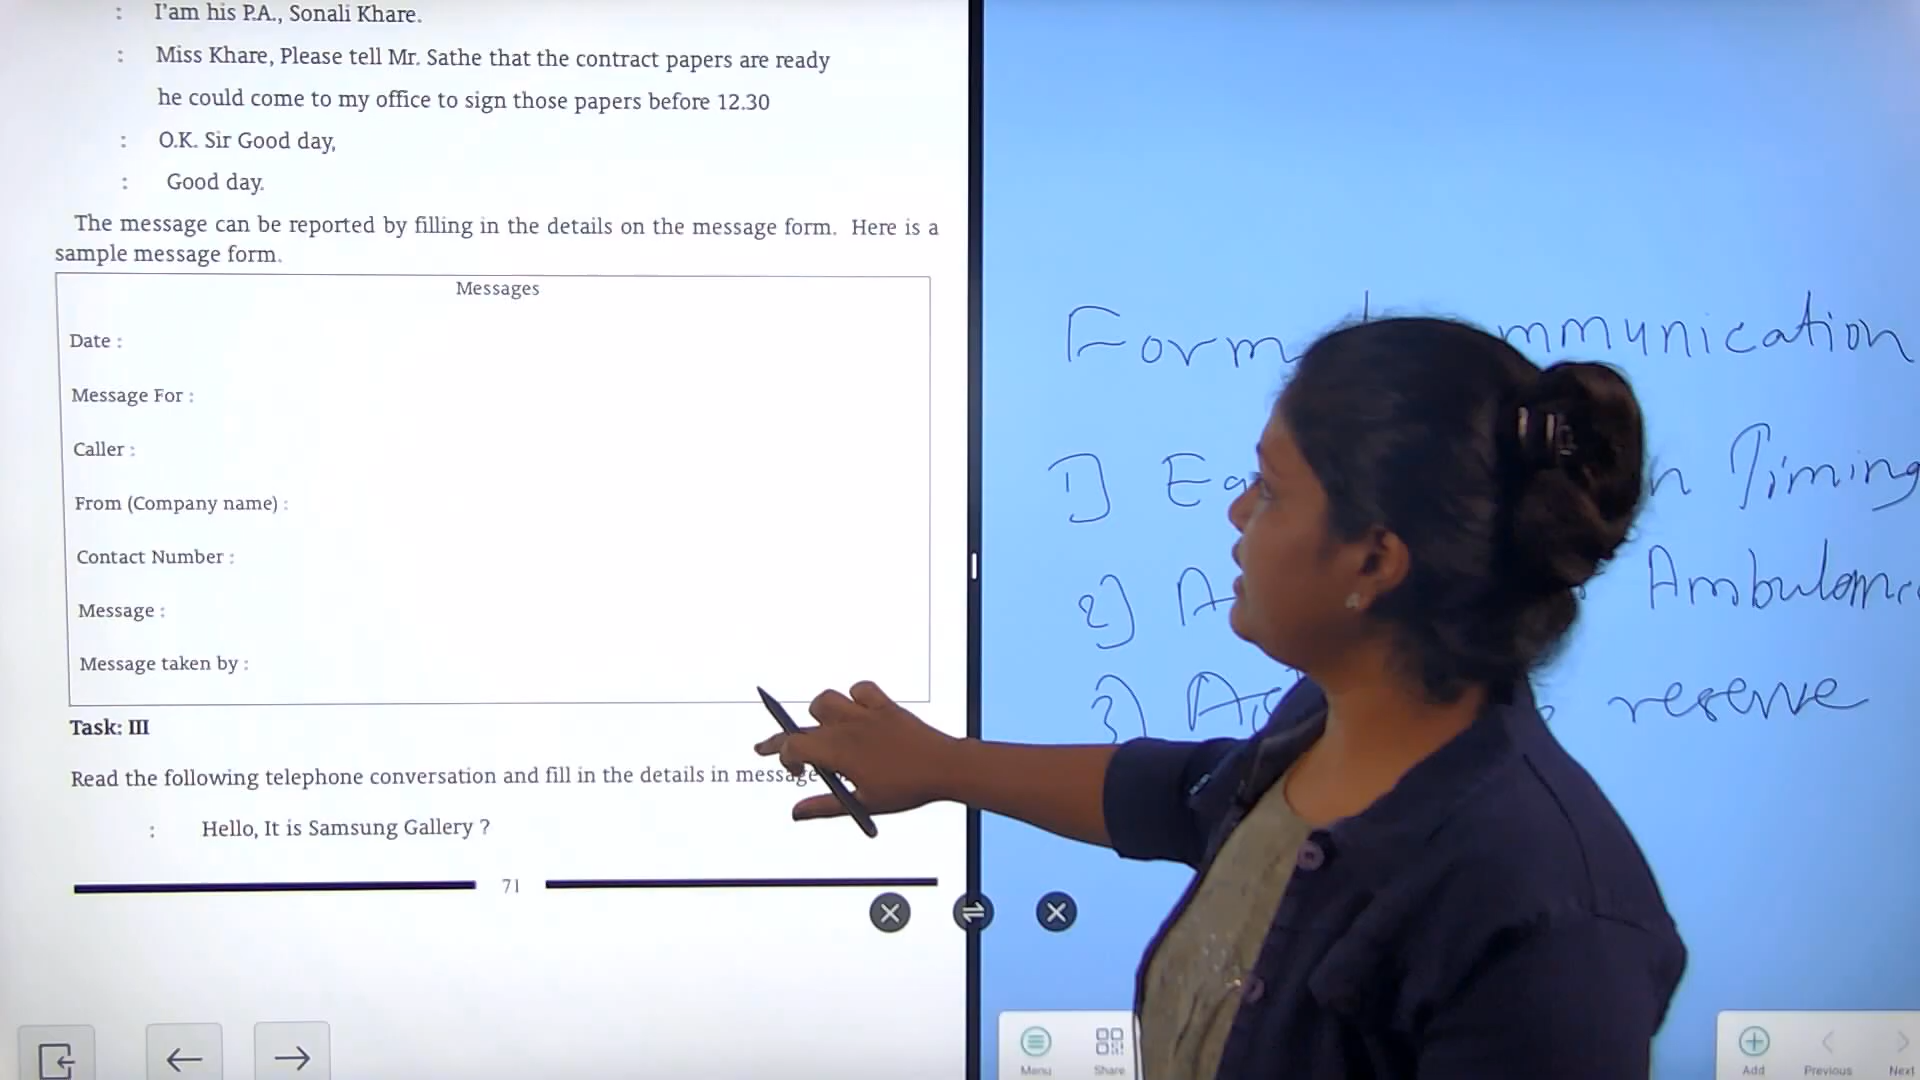 : I'am his P.A., Sonali Khare.
: Miss Khare, Please tell Mr. Sathe that the contract papers are ready
he could come to my office to sign those papers before 12.30
: O.K. Sir Good day,
: Good day.
The message can be reported by filling in the details on the message form. Here is a
sample message form.
Messages
Date :
Message For :
Caller :
From (Company name) :
Contact Number :
Message :
Message taken by :
Task: III
Read the following telephone conversation and fill in the details in message
: Hello, It is Samsung Gallery ?
71
Form mmunication
1) Ea n Timing
2) A Ambulanc
3) reserve
Menu
Share
Add
Previous
Next